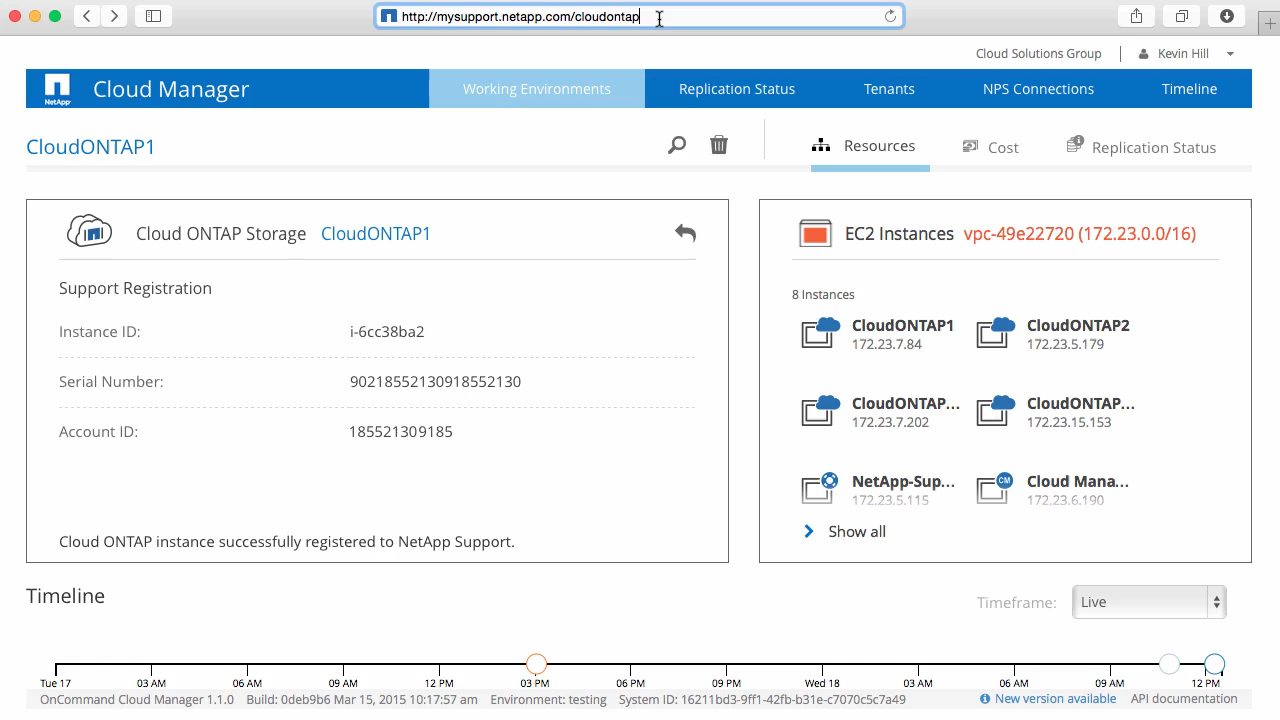 http://mysupport.netapp.com/cloudontap
Cloud Solutions Group
Kevin Hill
NetApp
Cloud Manager
Working Environments
Replication Status
Tenants
NPS Connections
Timeline
CloudONTAP1
Resources
Cost
Replication Status
Cloud ONTAP Storage CloudONTAP1
Support Registration
Instance ID: i-6cc38ba2
Serial Number: 90218552130918552130
Account ID: 185521309185
Cloud ONTAP instance successfully registered to NetApp Support.
EC2 Instances vpc-49e22720 (172.23.0.0/16)
8 Instances
CloudONTAP1
172.23.7.84
CloudONTAP2
172.23.5.179
CloudONTAP...
172.23.7.202
CloudONTAP...
172.23.15.153
NetApp-Sup...
172.23.5.115
CM
Cloud Mana...
172.23.6.190
Show all
Timeline
Timeframe: Live
Tue 17 03 AM 06 AM 09 AM 12 PM 03 PM 06 PM 09 PM Wed 18 03 AM 06 AM 09 AM 12 PM
OnCommand Cloud Manager 1.1.0 Build: 0deb9b6 Mar 15, 2015 10:17:57 am Environment: testing System ID: 16211bd3-9ff1-42fb-b31e-c7070c5c7a49 New version available API documentation